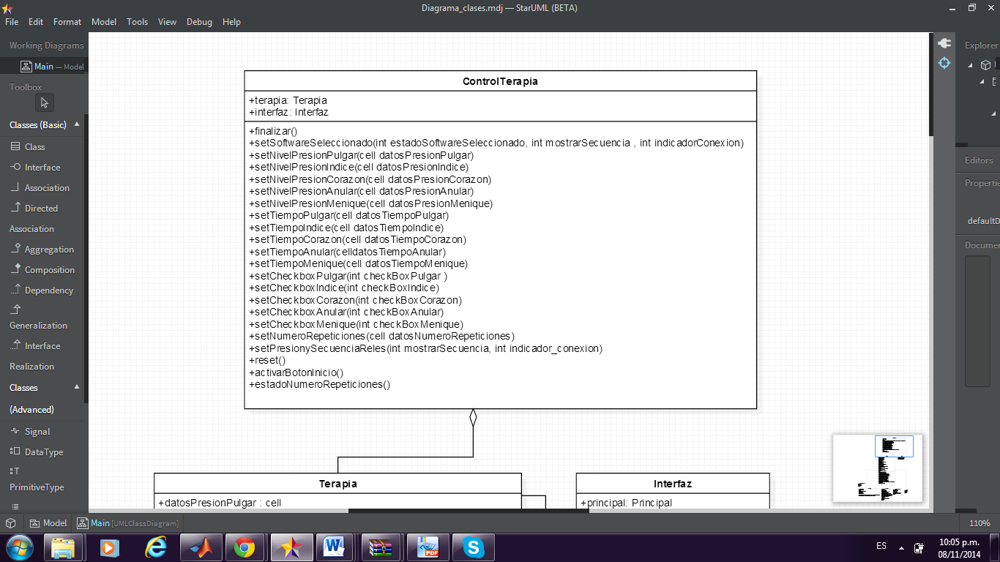 Diagrama_clases.mdj — StarUML (BETA)
File Edit Format Model Tools View Debug Help
Working Diagrams
Main — Model
Toolbox
Classes (Basic)
Class
Interface
Association
Directed
Association
Aggregation
Composition
Dependency
Generalization
Interface
Realization
Classes
(Advanced)
Signal
DataType
PrimitiveType
ControlTerapia
+terapia: Terapia
+interfaz: Interfaz
+finalizar()
+setSoftwareSeleccionado(int estadoSoftwareSeleccionado, int mostrarSecuencia , int indicadorConexion)
+setNivelPresionPulgar(cell datosPresionPulgar)
+setNivelPresionIndice(cell datosPresionIndice)
+setNivelPresionCorazon(cell datosPresionCorazon)
+setNivelPresionAnular(cell datosPresionAnular)
+setNivelPresionMenique(cell datosPresionMenique)
+setTiempoPulgar(cell datosTiempoPulgar)
+setTiempoIndice(cell datosTiempoIndice)
+setTiempoCorazon(cell datosTiempoCorazon)
+setTiempoAnular(celldatosTiempoAnular)
+setTiempoMenique(cell datosTiempoMenique)
+setCheckboxPulgar(int checkBoxPulgar )
+setCheckboxIndice(int checkBoxIndice)
+setCheckboxCorazon(int checkBoxCorazon)
+setCheckboxAnular(int checkBoxAnular)
+setCheckboxMenique(int checkBoxMenique)
+setNumeroRepeticiones(cell datosNumeroRepeticiones)
+setPresionySecuenciaReles(int mostrarSecuencia, int indicador_conexion)
+reset()
+activarBotonInicio()
+estadoNumeroRepeticiones()
Terapia
+datosPresionPulgar : cell
Interfaz
+principal: Principal
Explorer
Editors
Propertie
defaultD
Documen
Model Main [UMLClassDiagram]
110%
ES
10:05 p.m.
08/11/2014